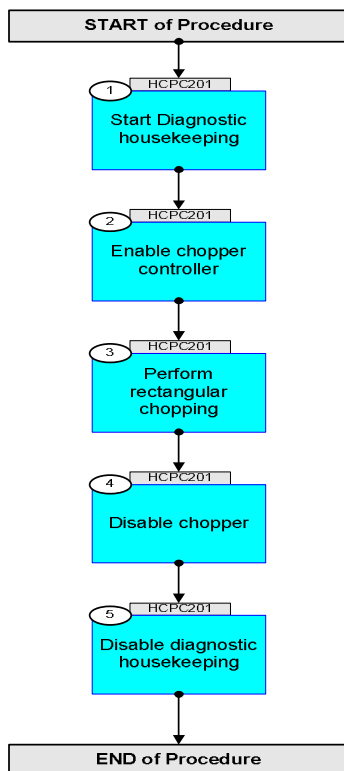 START of Procedure
HCPC201
1
Start Diagnostic
housekeeping
HCPC201
2
Enable chopper
controller
HCPC201
3
Perform
rectangular
chopping
HCPC201
4
Disable chopper
HCPC201
5
Disable diagnostic
housekeeping
END of Procedure